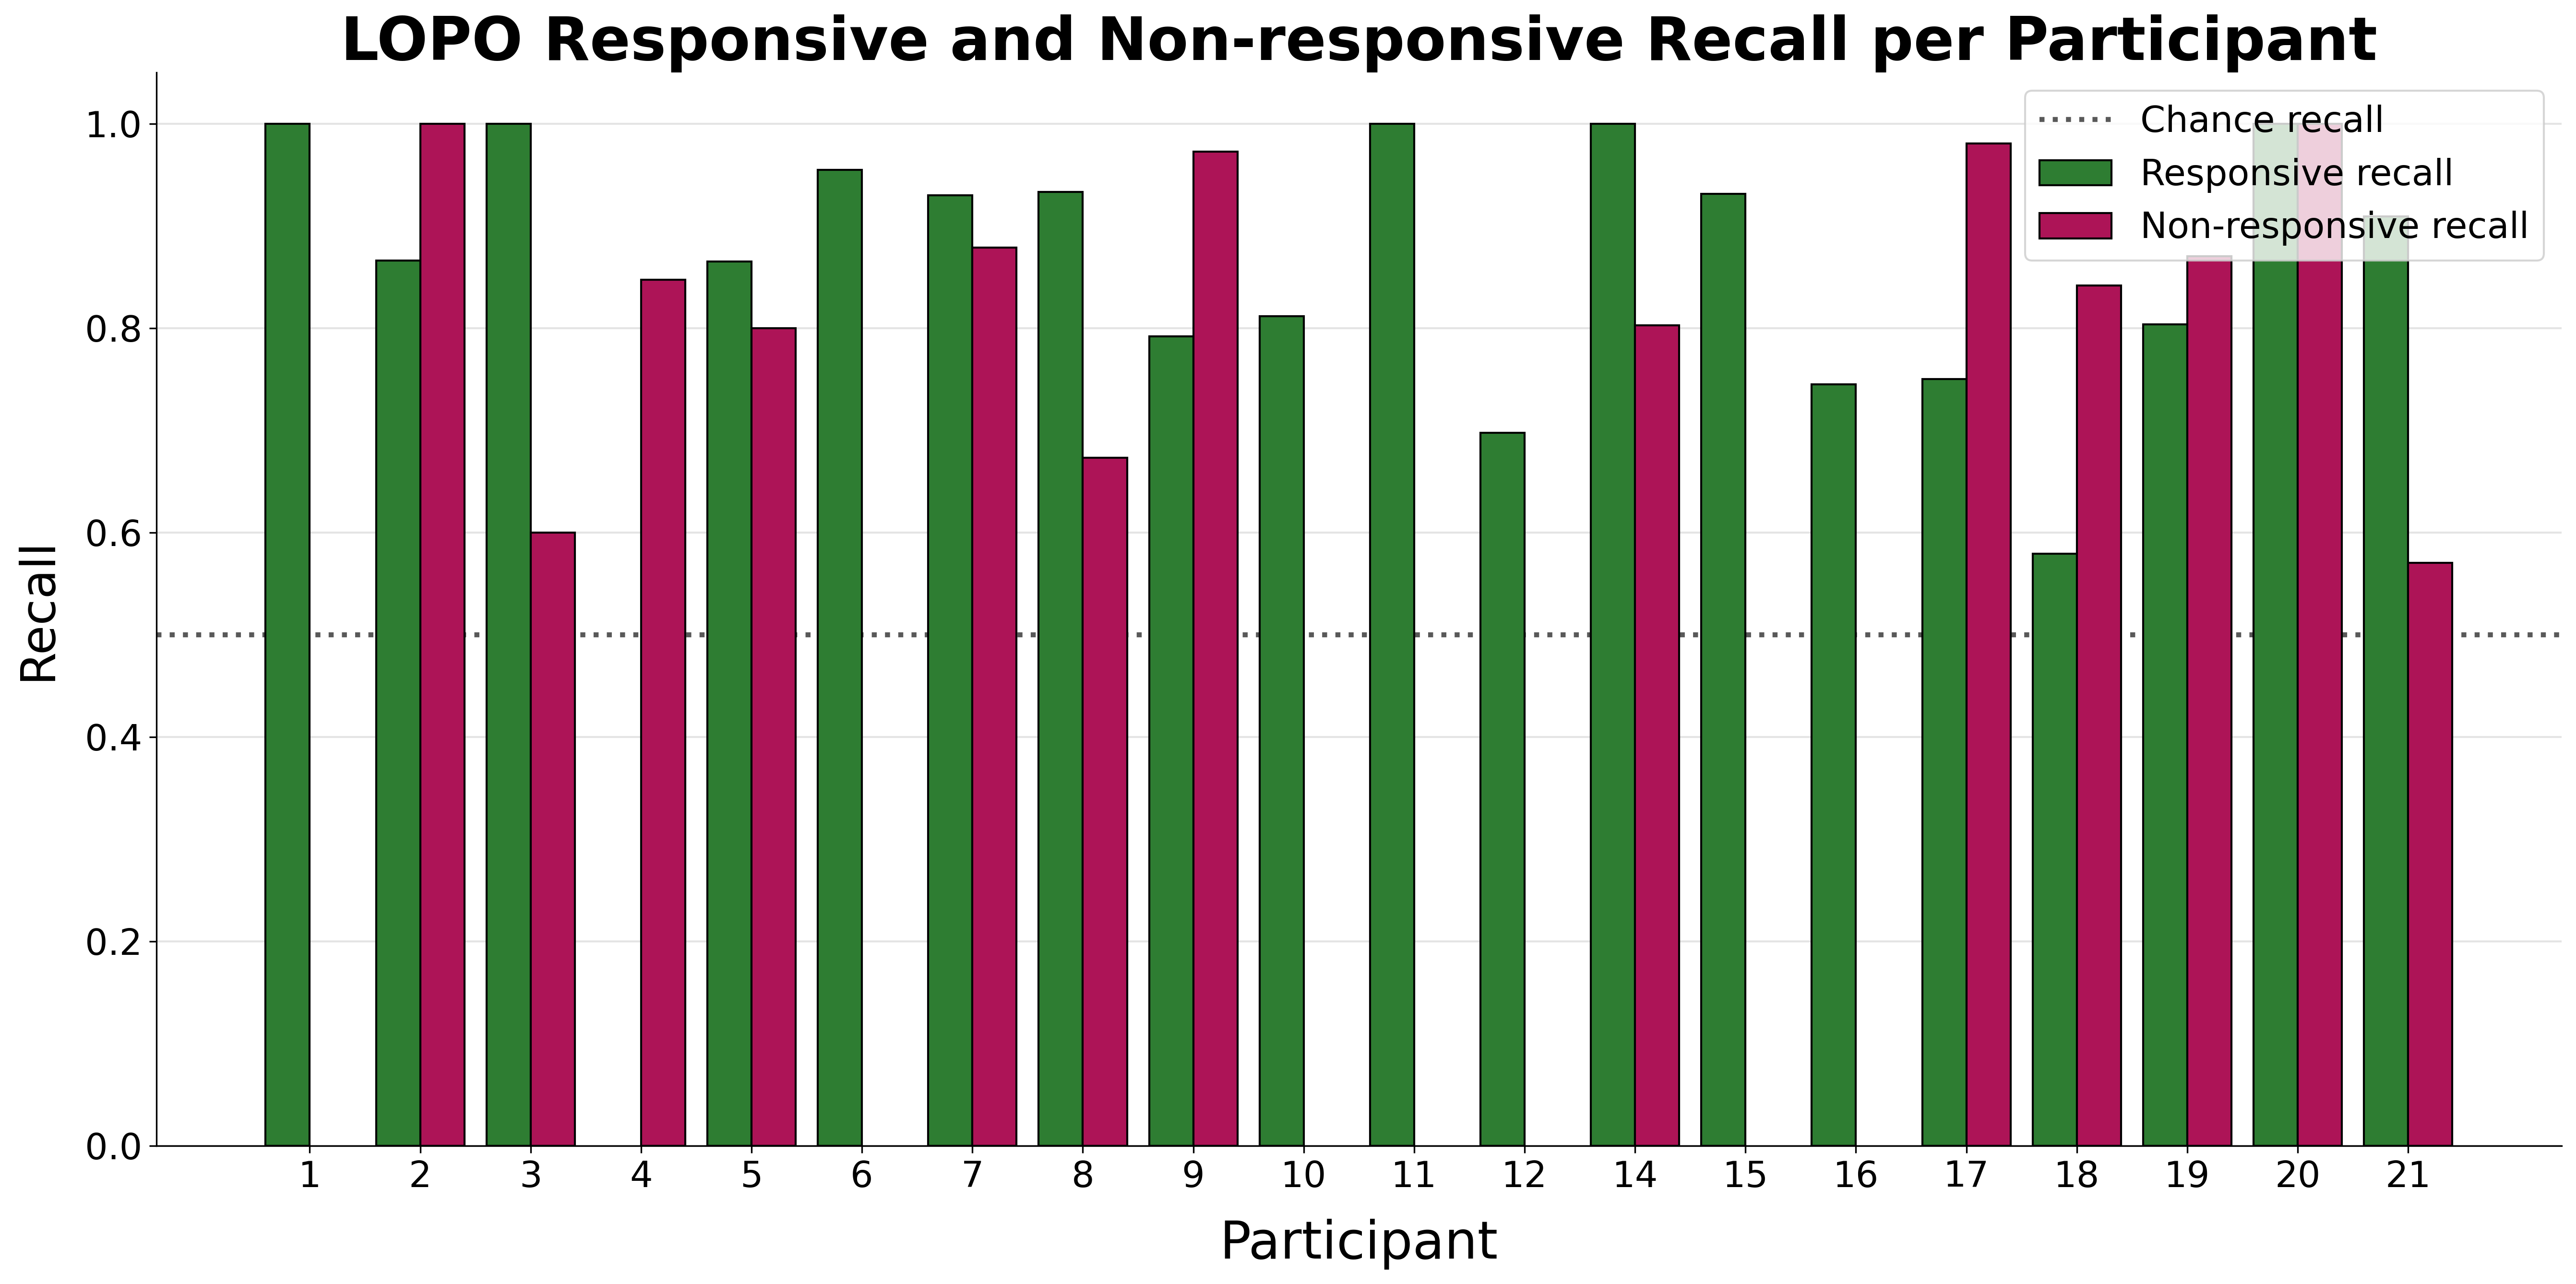 LOPO Responsive and Non-responsive Recall per Participant
Chance recall
Responsive recall
Non-responsive recall
Recall
1.0
0.8
0.6
0.4
0.2
0.0
1 2 3 4 5 6 7 8 9 10 11 12 14 15 16 17 18 19 20 21
Participant